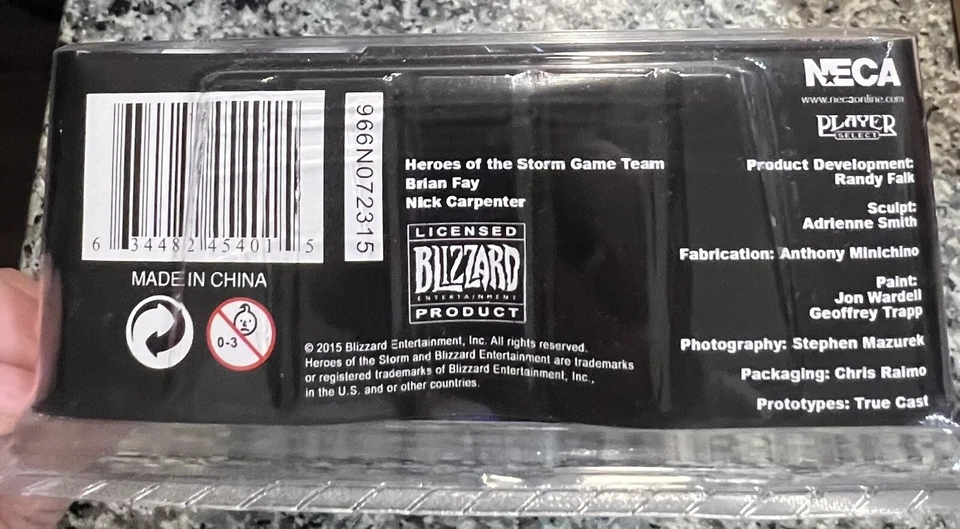 6 34482 45401 5
966N072315
MADE IN CHINA
0-3
Heroes of the Storm Game Team
Brian Fay
Nick Carpenter
LICENSED
BLIZZARD
ENTERTAINMENT
PRODUCT
© 2015 Blizzard Entertainment, Inc. All rights reserved.
Heroes of the Storm and Blizzard Entertainment are trademarks
or registered trademarks of Blizzard Entertainment, Inc.,
in the U.S. and or other countries.
NECA
www.necaonline.com
PLAYER
SELECT
Product Development:
Randy Falk
Sculpt:
Adrienne Smith
Fabrication: Anthony Minichino
Paint:
Jon Wardell
Geoffrey Trapp
Photography: Stephen Mazurek
Packaging: Chris Raimo
Prototypes: True Cast